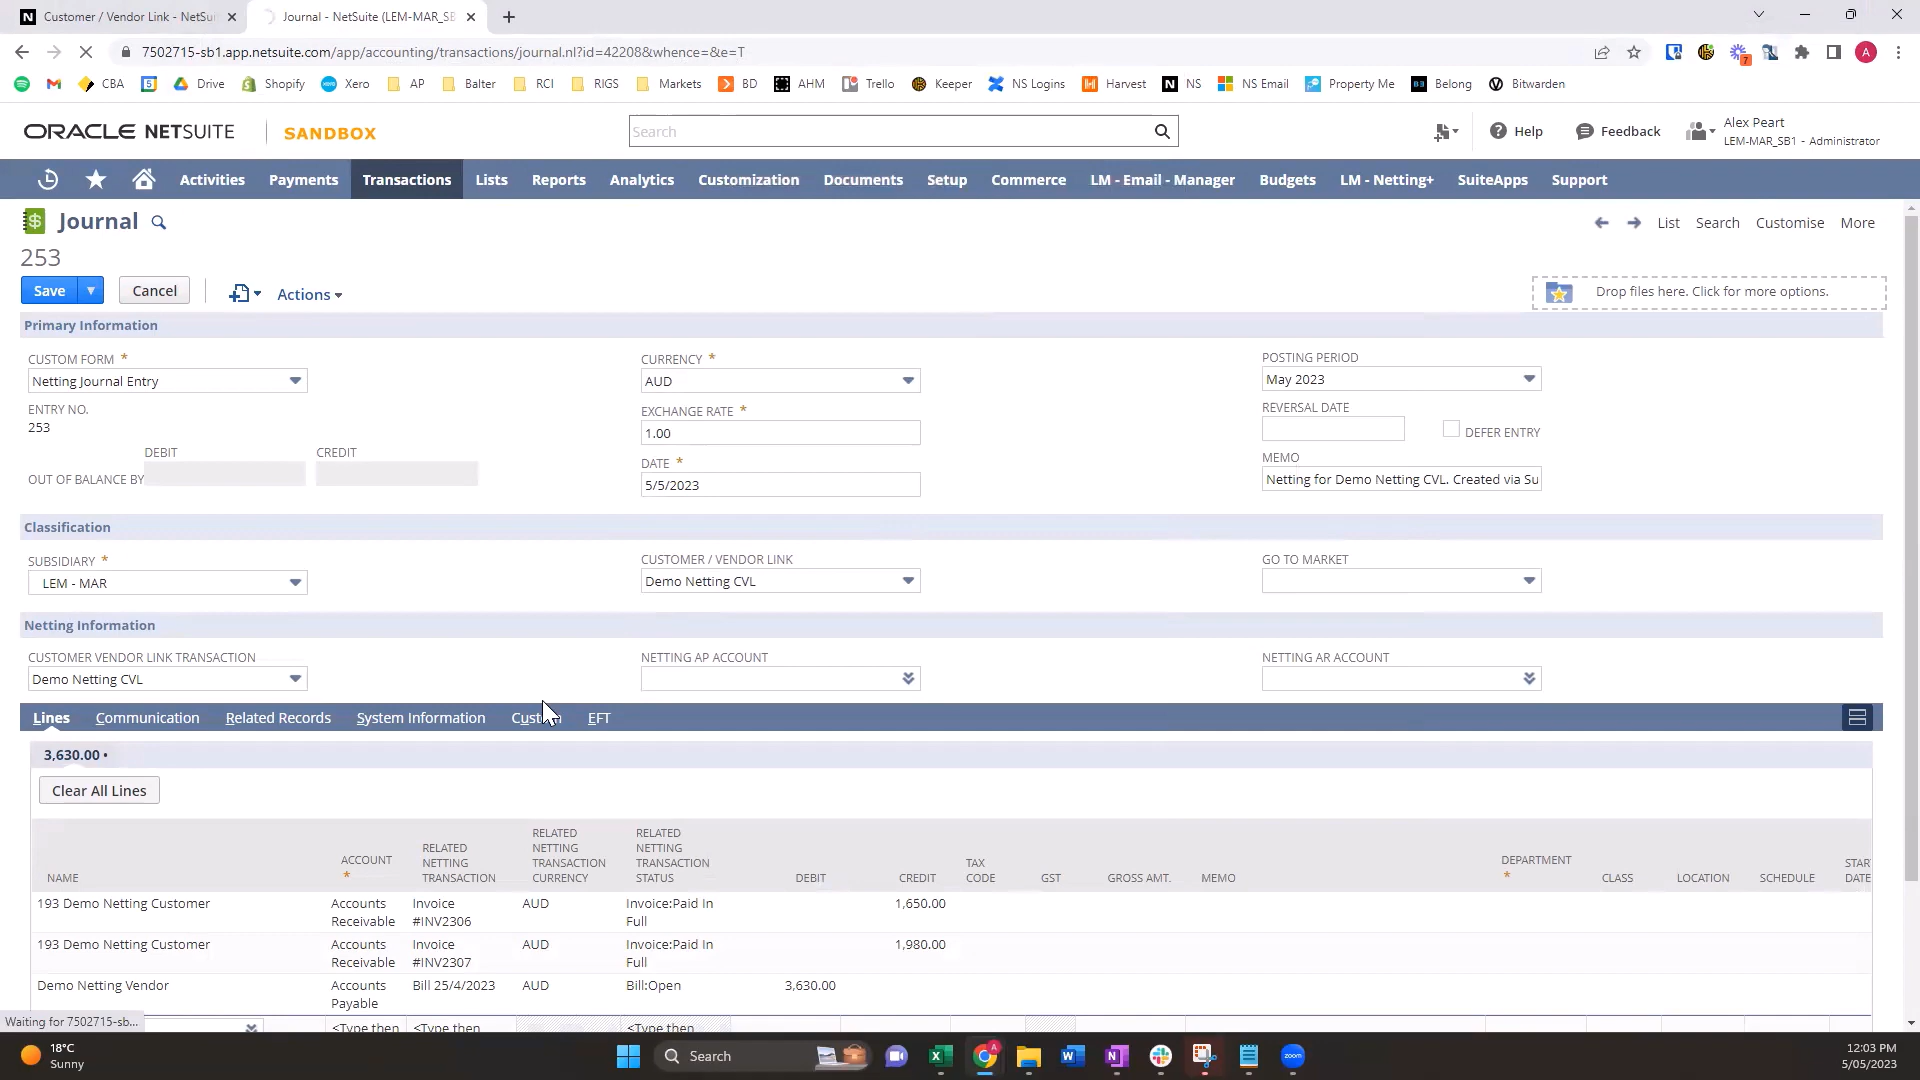 Customer / Vendor Link - NetSu
Journal - NetSuite (LEM-MAR_SB
7502715-sb1.app.netsuite.com/app/accounting/transactions/journal.nl?id=42208&whence=&e=T
7
A
CBA
Drive
Shopify
xero
Xero
AP
Balter
RCI
RIGS
Markets
BD
AHM
Trello
Keeper
NS Logins
Harvest
NS
NS Email
Property Me
Belong
Bitwarden
ORACLE NETSUITE
SANDBOX
Search
Help
Feedback
Alex Peart
LEM-MAR_SB1 - Administrator
Activities
Payments
Transactions
Lists
Reports
Analytics
Customization
Documents
Setup
Commerce
LM - Email - Manager
Budgets
LM - Netting+
SuiteApps
Support
Journal
List
Search
Customise
More
253
Save
Cancel
Actions
Drop files here. Click for more options.
Primary Information
CUSTOM FORM *
Netting Journal Entry
CURRENCY *
AUD
POSTING PERIOD
May 2023
ENTRY NO.
253
EXCHANGE RATE *
1.00
REVERSAL DATE
DEFER ENTRY
DEBIT
CREDIT
OUT OF BALANCE BY
DATE *
5/5/2023
MEMO
Netting for Demo Netting CVL. Created via Su
Classification
SUBSIDIARY *
LEM - MAR
CUSTOMER / VENDOR LINK
Demo Netting CVL
GO TO MARKET
Netting Information
CUSTOMER VENDOR LINK TRANSACTION
Demo Netting CVL
NETTING AP ACCOUNT
NETTING AR ACCOUNT
Lines
Communication
Related Records
System Information
EFT
3,630.00 •
Clear All Lines
NAME
ACCOUNT *
RELATED NETTING TRANSACTION
RELATED NETTING TRANSACTION CURRENCY
RELATED NETTING TRANSACTION STATUS
DEBIT
CREDIT
TAX CODE
GST
GROSS AMT.
MEMO
DEPARTMENT *
CLASS
LOCATION
SCHEDULE
STAR
DATE
193 Demo Netting Customer
Accounts Receivable
Invoice #INV2306
AUD
Invoice:Paid In Full
1,650.00
193 Demo Netting Customer
Accounts Receivable
Invoice #INV2307
AUD
Invoice:Paid In Full
1,980.00
Demo Netting Vendor
Accounts Payable
Bill 25/4/2023
AUD
Bill:Open
3,630.00
<Type then
<Type then
<Type then
Waiting for 7502715-sb...
18°C
Sunny
Search
zoom
12:03 PM
5/05/2023